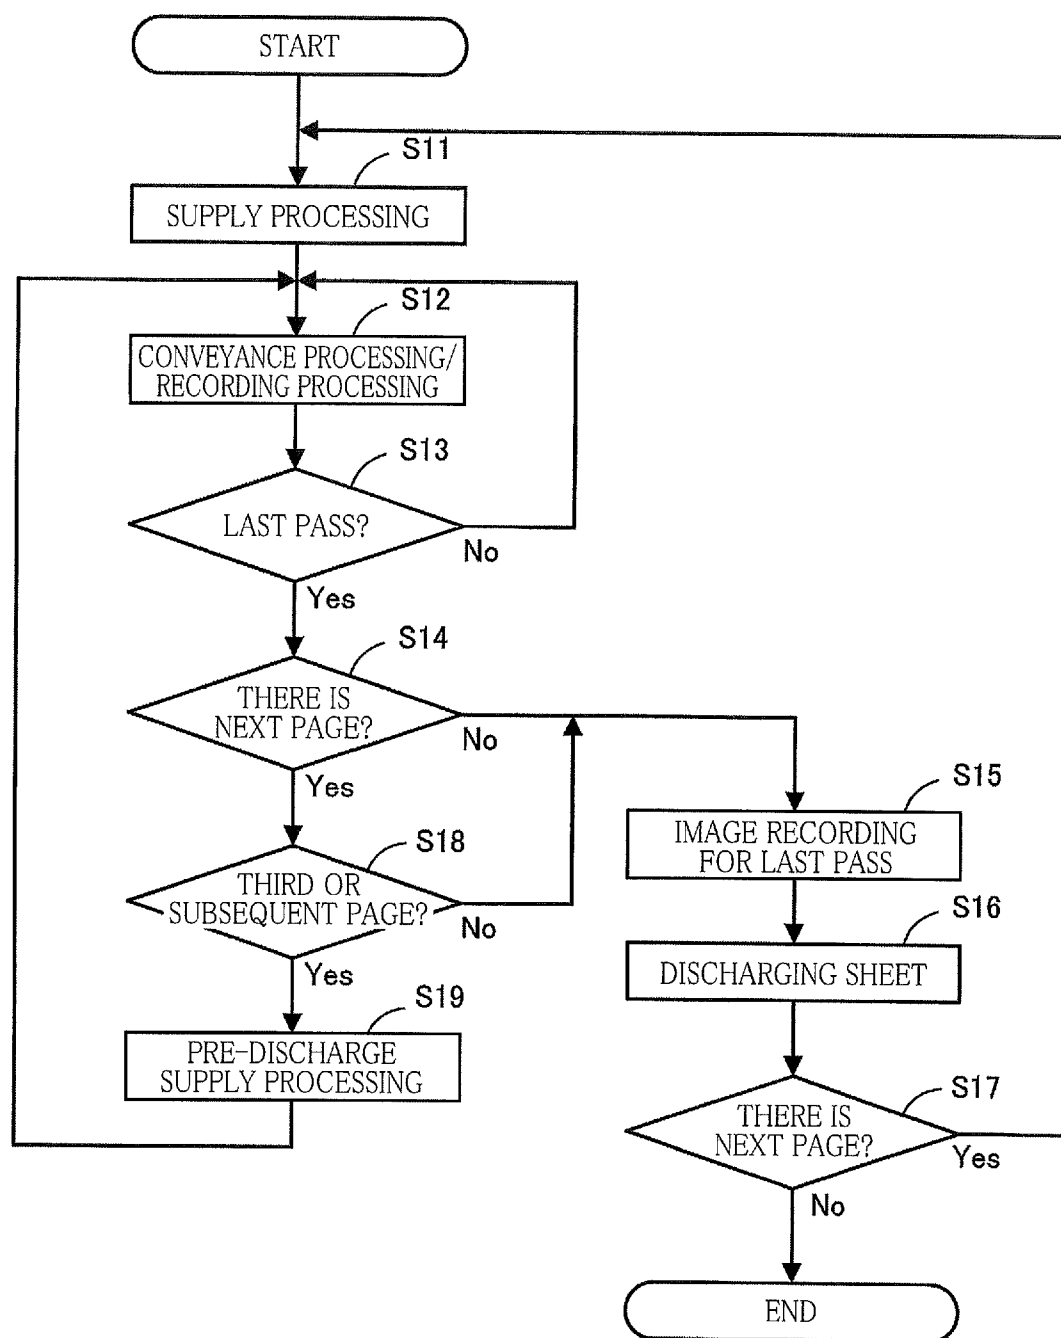 START
S11
SUPPLY PROCESSING
S12
CONVEYANCE PROCESSING/
RECORDING PROCESSING
S13
LAST PASS?
No
Yes
S14
THERE IS
NEXT PAGE?
No
Yes
S18
THIRD OR
SUBSEQUENT PAGE?
No
Yes
S19
PRE-DISCHARGE
SUPPLY PROCESSING
S15
IMAGE RECORDING
FOR LAST PASS
S16
DISCHARGING SHEET
S17
THERE IS
NEXT PAGE?
Yes
No
END